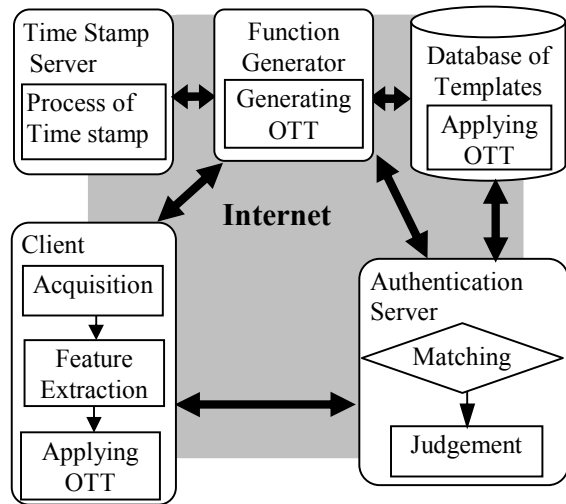 Time Stamp
Server
Process of
Time stamp
Function
Generator
Generating
OTT
Database of
Templates
Applying
OTT
Internet
Client
Acquisition
Feature
Extraction
Applying
OTT
Authentication
Server
Matching
Judgement